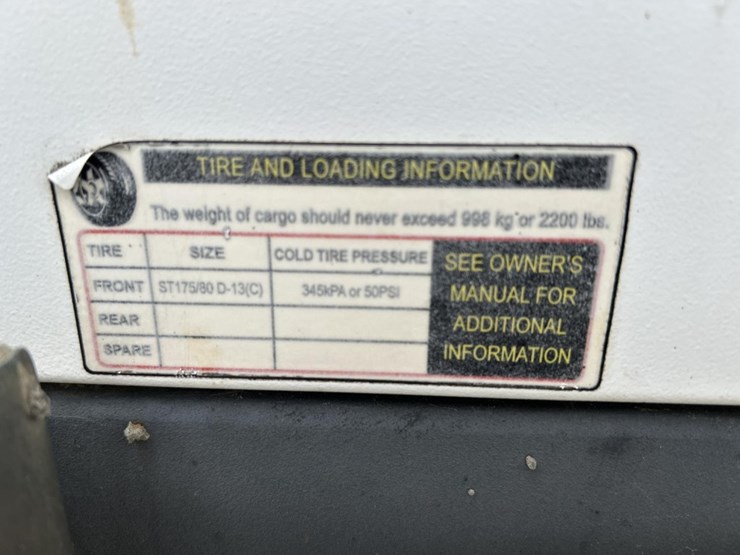 TIRE AND LOADING INFORMATION
The weight of cargo should never exceed 998 kg or 2200 lbs.
TIRE SIZE COLD TIRE PRESSURE
FRONT ST175/80 D-13(C) 345kPA or 50PSI
REAR
SPARE
SEE OWNER'S
MANUAL FOR
ADDITIONAL
INFORMATION